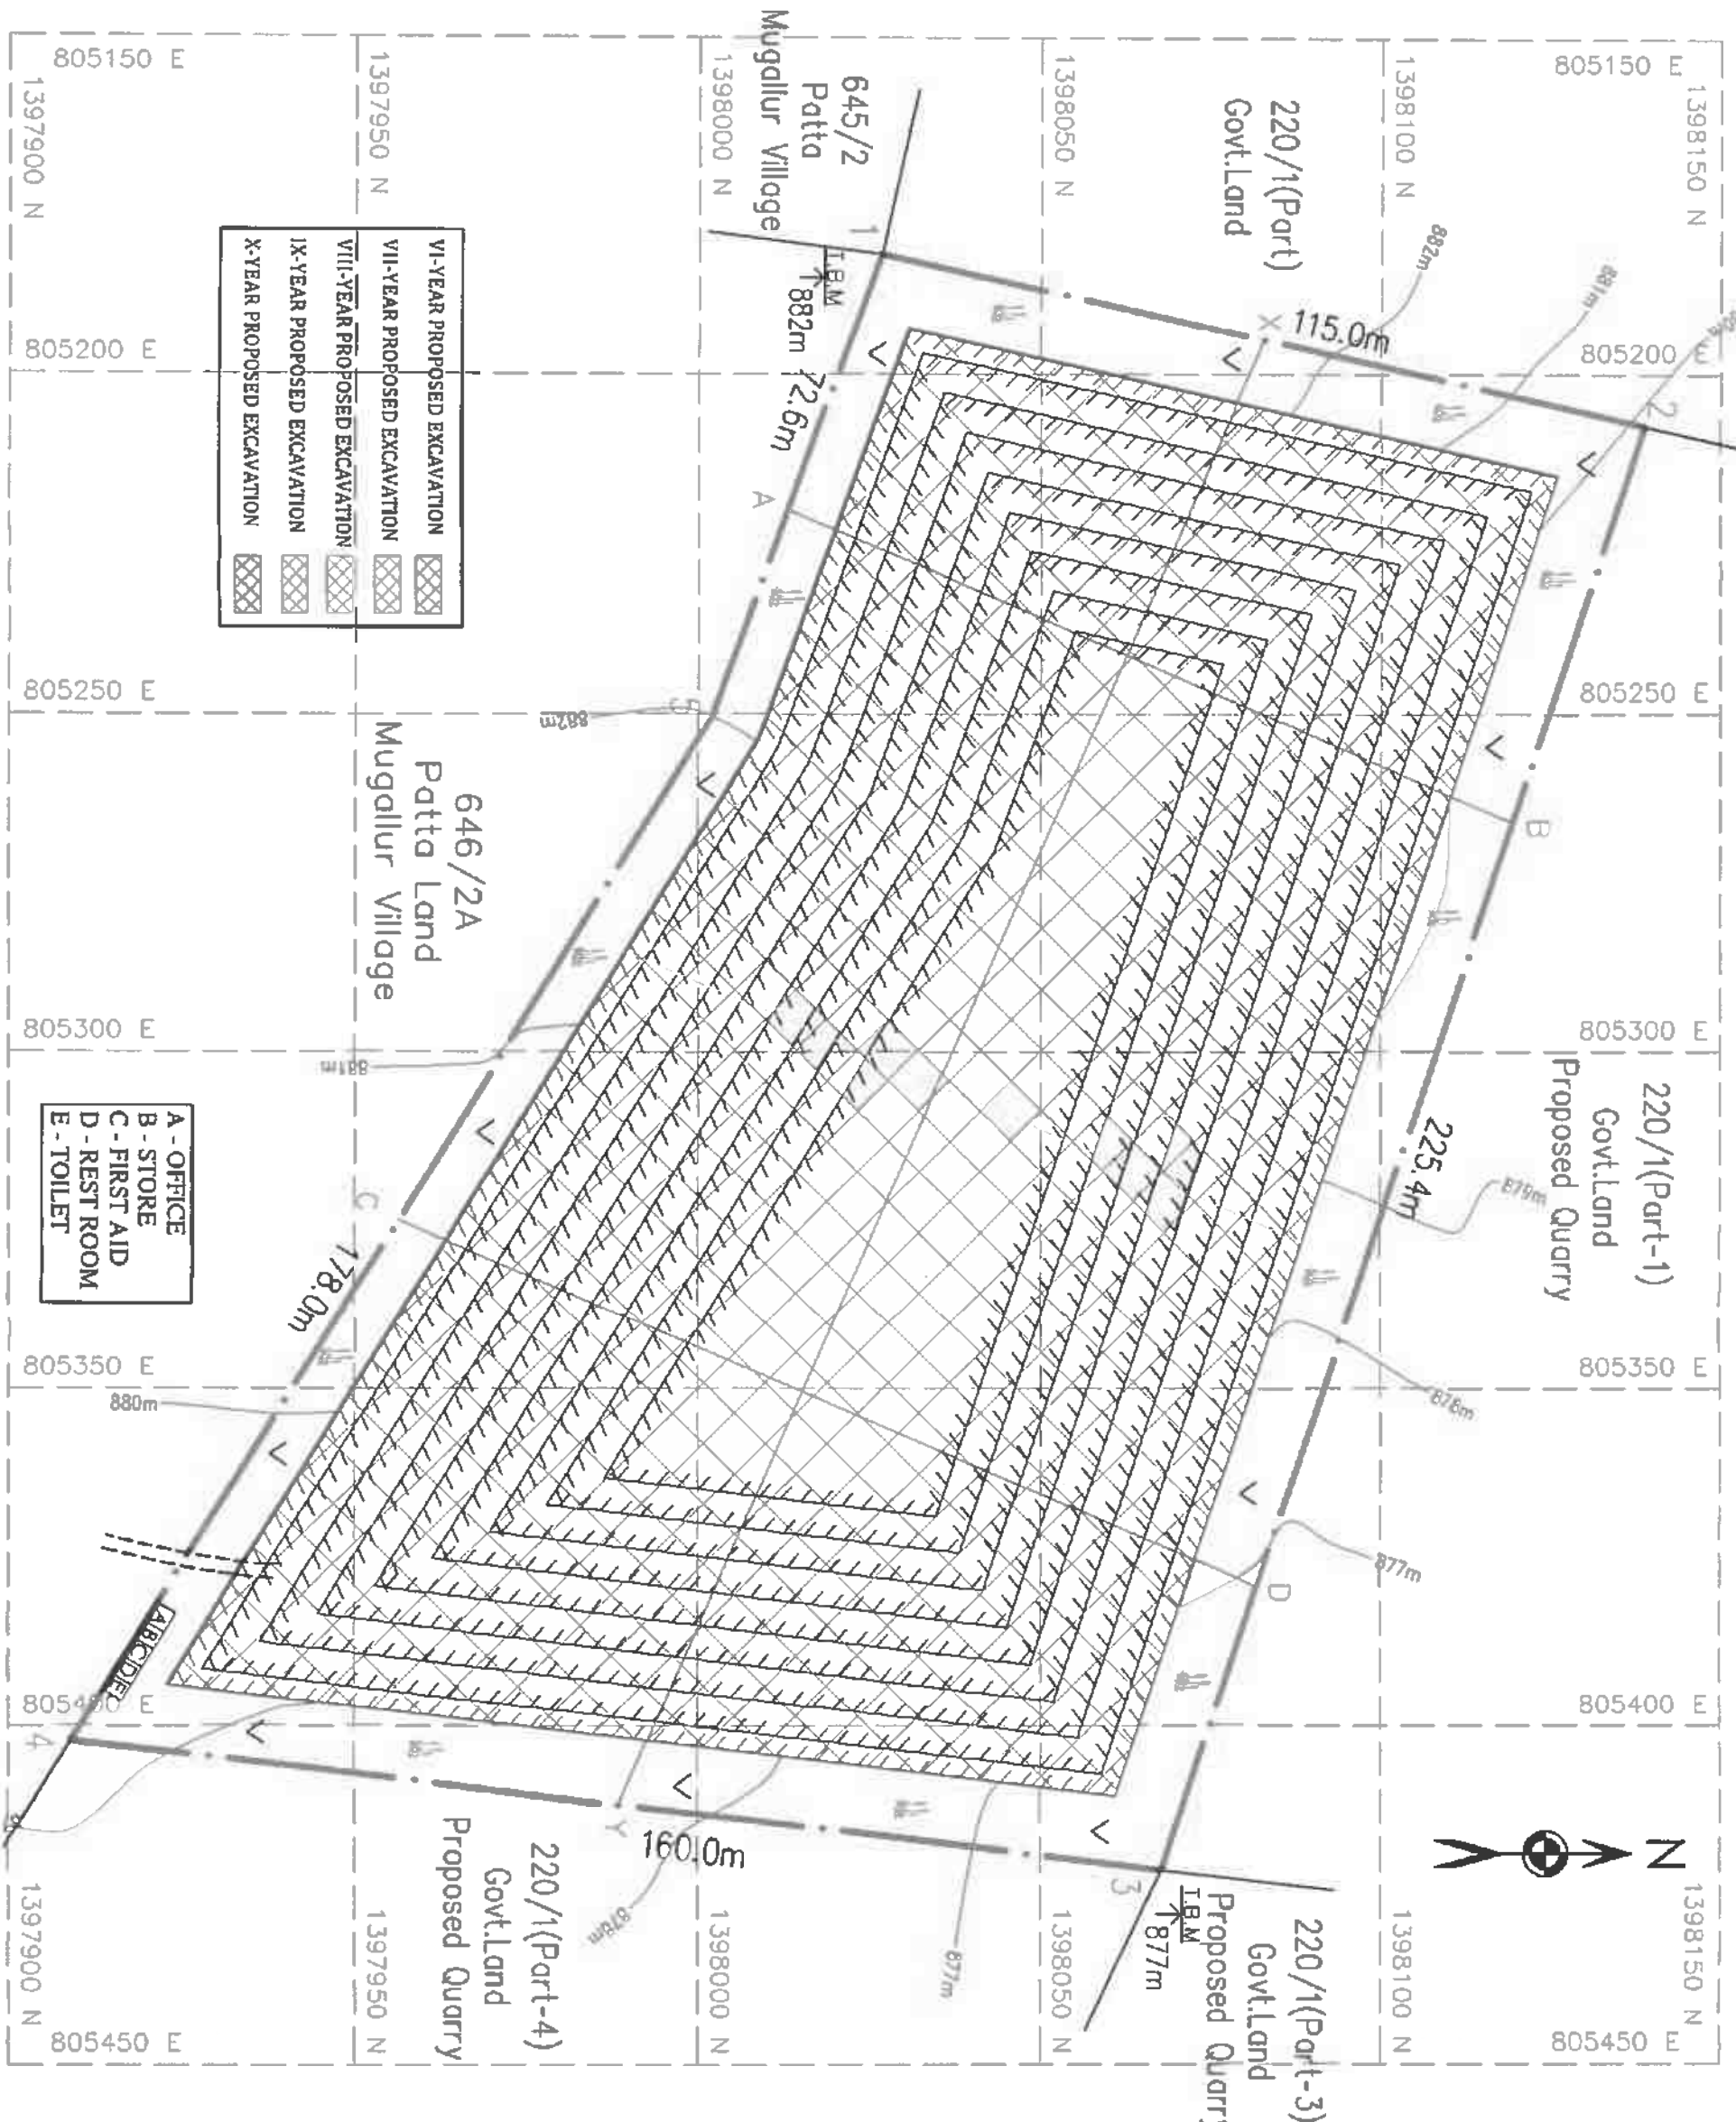 805150 E
1397900 N
1397950 N
1398000 N
1398050 N
1398100 N
1398150 N
805150 E
645/2
Patta
Mugallur Village
220/1(Part)
Govt.Land
1
T.B.M
882m
72.6m
X
115.0m
882m
881m
2
805200 E
805200 E
VI-YEAR PROPOSED EXCAVATION
VII-YEAR PROPOSED EXCAVATION
VIII-YEAR PROPOSED EXCAVATION
IX-YEAR PROPOSED EXCAVATION
X-YEAR PROPOSED EXCAVATION
A
B
805250 E
805250 E
5
882m
646/2A
Patta Land
Mugallur Village
805300 E
805300 E
881m
220/1(Part-1)
Govt.Land
Proposed Quarry
225.4m
879m
878m
877m
A - OFFICE
B - STORE
C - FIRST AID
D - REST ROOM
E - TOILET
C
178.0m
D
805350 E
805350 E
880m
A|B|C|D|E|
805400 E
805400 E
4
Y
160.0m
3
T.B.M
877m
220/1(Part-4)
Govt.Land
Proposed Quarry
878m
877m
220/1(Part-3)
Govt.Land
Proposed Quarry
N
1397900 N
1397950 N
1398000 N
1398050 N
1398100 N
1398150 N
805450 E
805450 E